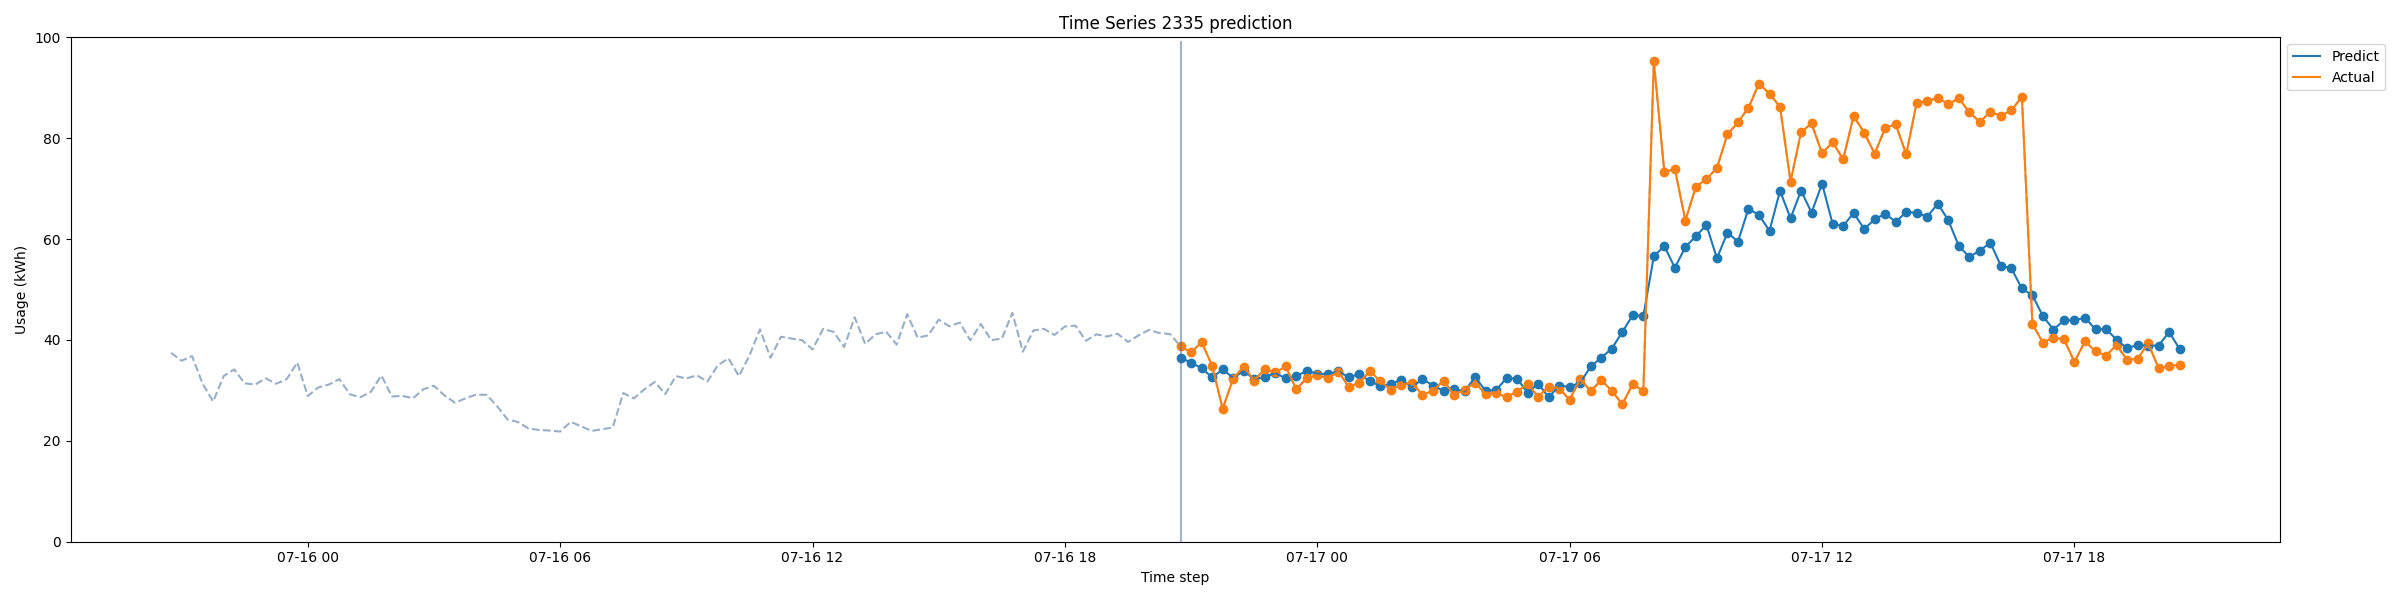 Time Series 2335 prediction
Predict
Actual
Usage (kWh)
100
80
60
40
20
0
07-16 00
07-16 06
07-16 12
07-16 18
07-17 00
07-17 06
07-17 12
07-17 18
Time step